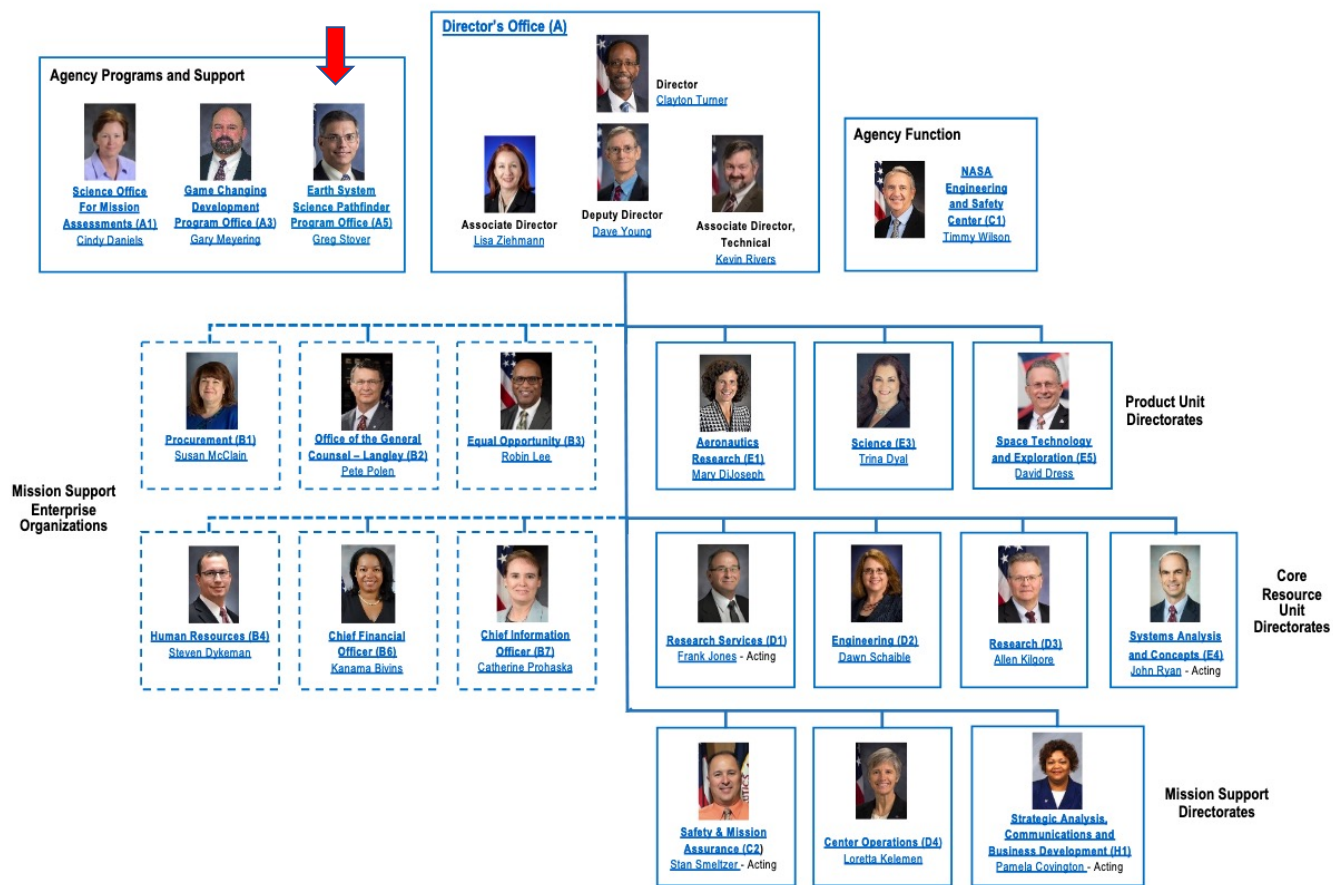 Director's Office (A)
Director
Clayton Turner
Associate Director
Lisa Ziehmann
Deputy Director
Dave Young
Associate Director,
Technical
Kevin Rivers
Agency Programs and Support
Science Office
For Mission
Assessments (A1)
Cindy Daniels
Game Changing
Development
Program Office (A3)
Gary Meyering
Earth System
Science Pathfinder
Program Office (A5)
Greg Stover
Agency Function
NASA
Engineering
and Safety
Center (C1)
Timmy Wilson
Mission Support
Enterprise
Organizations
Procurement (B1)
Susan McClain
Office of the General
Counsel – Langley (B2)
Pete Polen
Equal Opportunity (B3)
Robin Lee
Human Resources (B4)
Steven Dykeman
Chief Financial
Officer (B6)
Kanama Bivins
Chief Information
Officer (B7)
Catherine Prohaska
Aeronautics
Research (E1)
Mary DiJoseph
Science (E3)
Trina Dyal
Space Technology
and Exploration (E5)
David Dress
Product Unit
Directorates
Research Services (D1)
Frank Jones - Acting
Engineering (D2)
Dawn Schaible
Research (D3)
Allen Kilgore
Systems Analysis
and Concepts (E4)
John Ryan - Acting
Core
Resource
Unit
Directorates
Safety & Mission
Assurance (C2)
Stan Smeltzer - Acting
Center Operations (D4)
Loretta Kelemen
Strategic Analysis,
Communications and
Business Development (H1)
Pamela Covington - Acting
Mission Support
Directorates